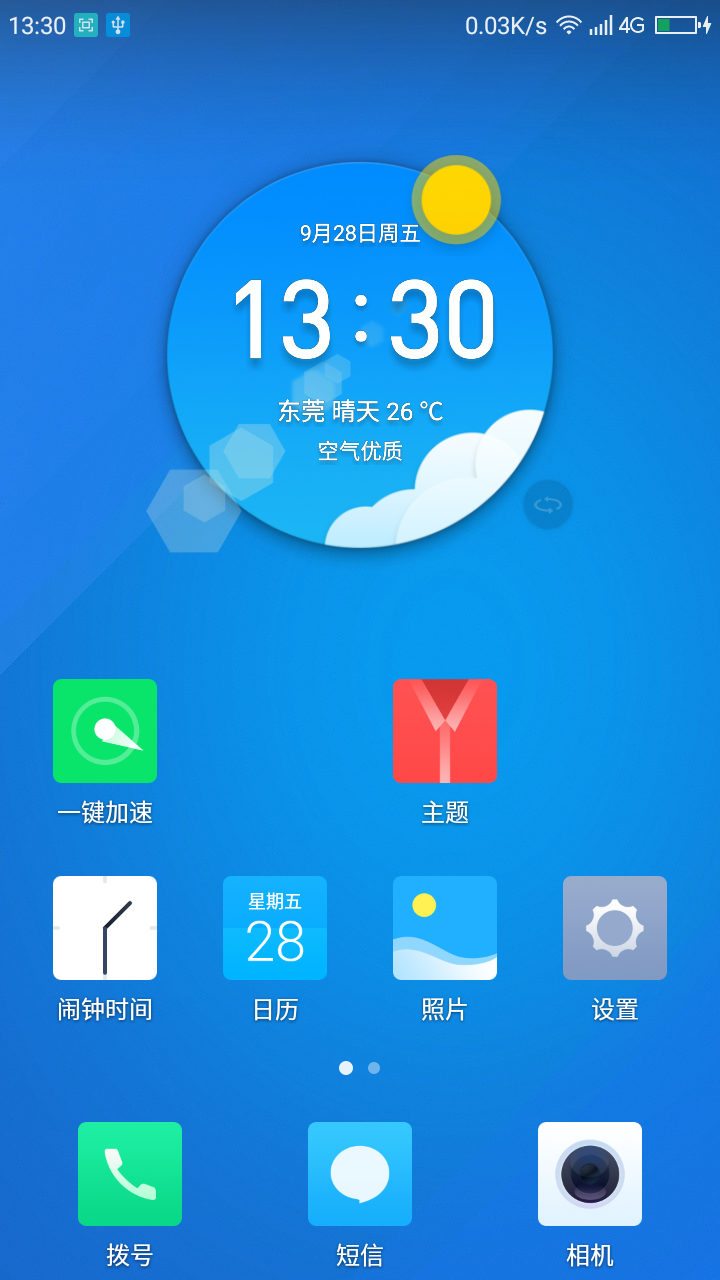 13:30 0.03K/s 4G
9月28日周五
13:30
东莞 晴天 26 ℃
空气优质
一键加速 主题
星期五
28
闹钟时间 日历 照片 设置
拨号 短信 相机